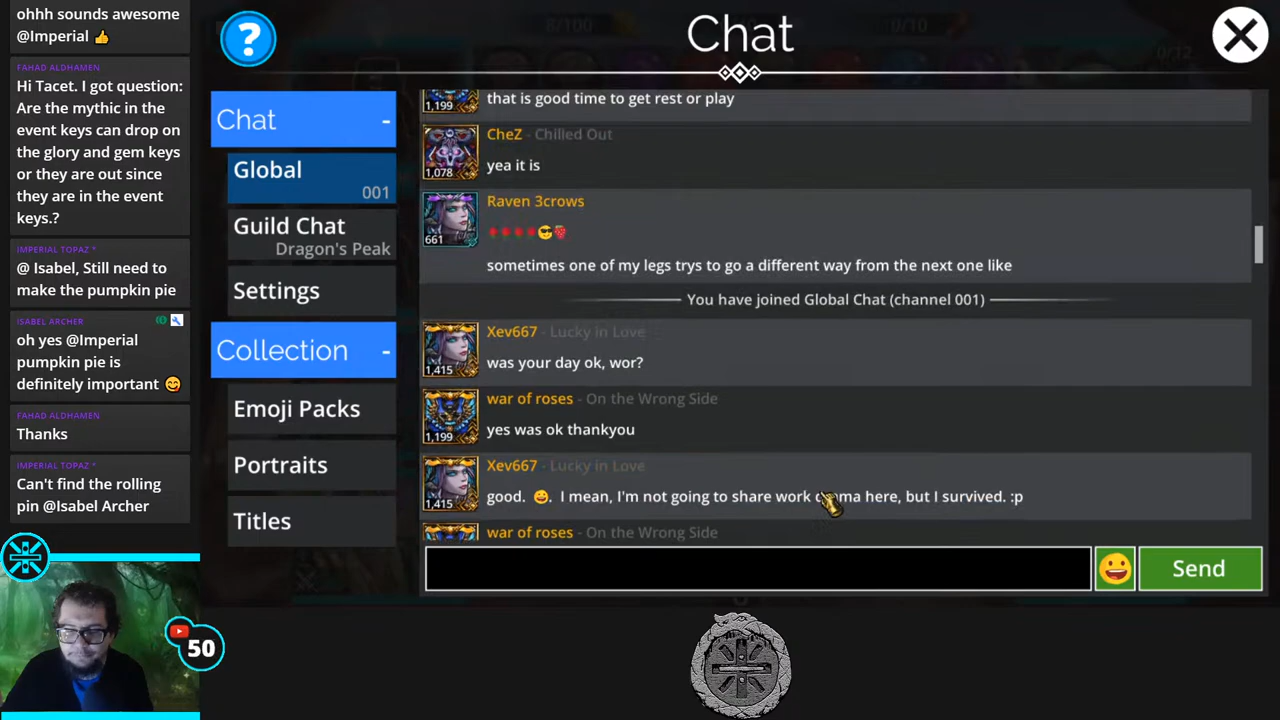 ohhh sounds awesome
@Imperial 👍
FAHAD ALDHAMEN
Hi Tacet. I got question:
Are the mythic in the
event keys can drop on
the glory and gem keys
or they are out since
they are in the event
keys.?
IMPERIAL TOPAZ *
@ Isabel, Still need to
make the pumpkin pie
ISABEL ARCHER
oh yes @Imperial
pumpkin pie is
definitely important 😋
FAHAD ALDHAMEN
Thanks
IMPERIAL TOPAZ *
Can't find the rolling
pin @Isabel Archer
50
?
Chat
8/100
10/10
0/12
Chat -
Global
001
Guild Chat
Dragon's Peak
Settings
Collection -
Emoji Packs
Portraits
Titles
1,199
that is good time to get rest or play
CheZ - Chilled Out
1,078
yea it is
Raven 3crows
661
sometimes one of my legs trys to go a different way from the next one like
You have joined Global Chat (channel 001)
Xev667 - Lucky in Love
1,415
was your day ok, wor?
war of roses - On the Wrong Side
1,199
yes was ok thankyou
Xev667 - Lucky in Love
1,415
good. 😄. I mean, I'm not going to share work here, but I survived. :p
war of roses - On the Wrong Side
Send